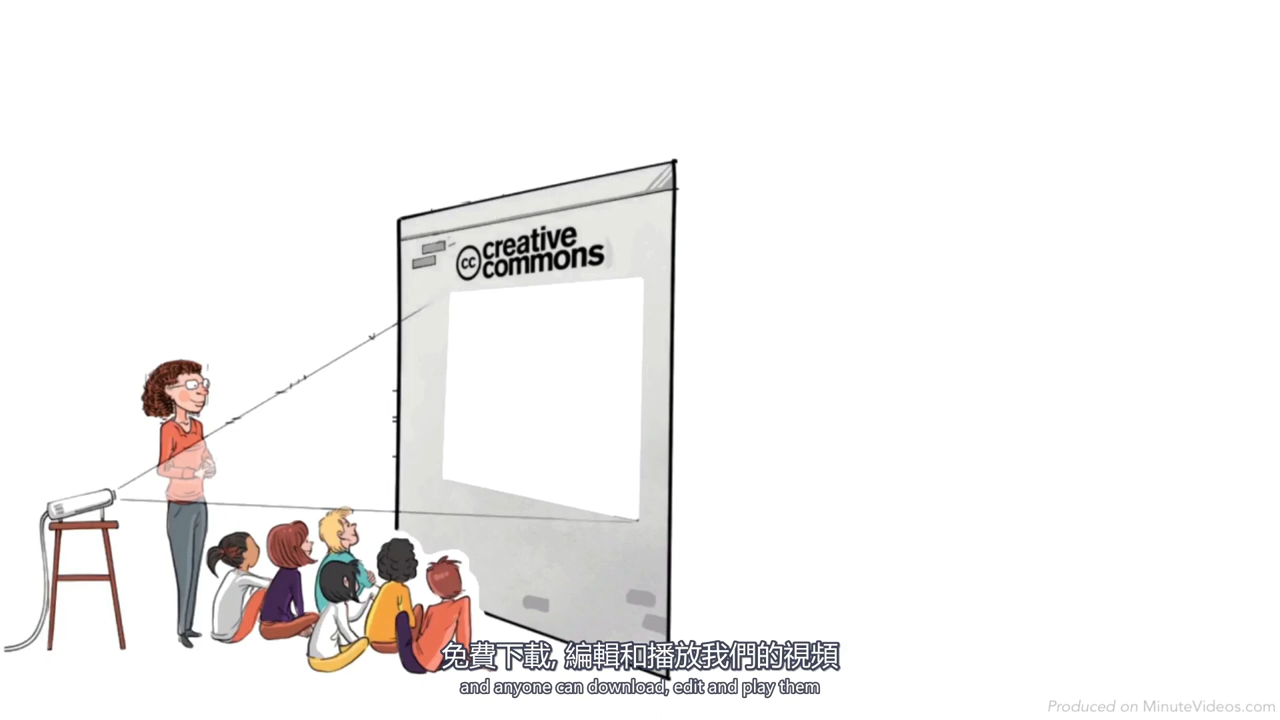 creative
cc commons
免費下載, 編輯和播放我們的視頻
and anyone can download, edit and play them
Produced on MinuteVideos.com